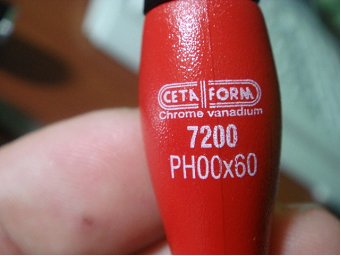 CETA FORM
Chrome vanadium
7200
PH00x60